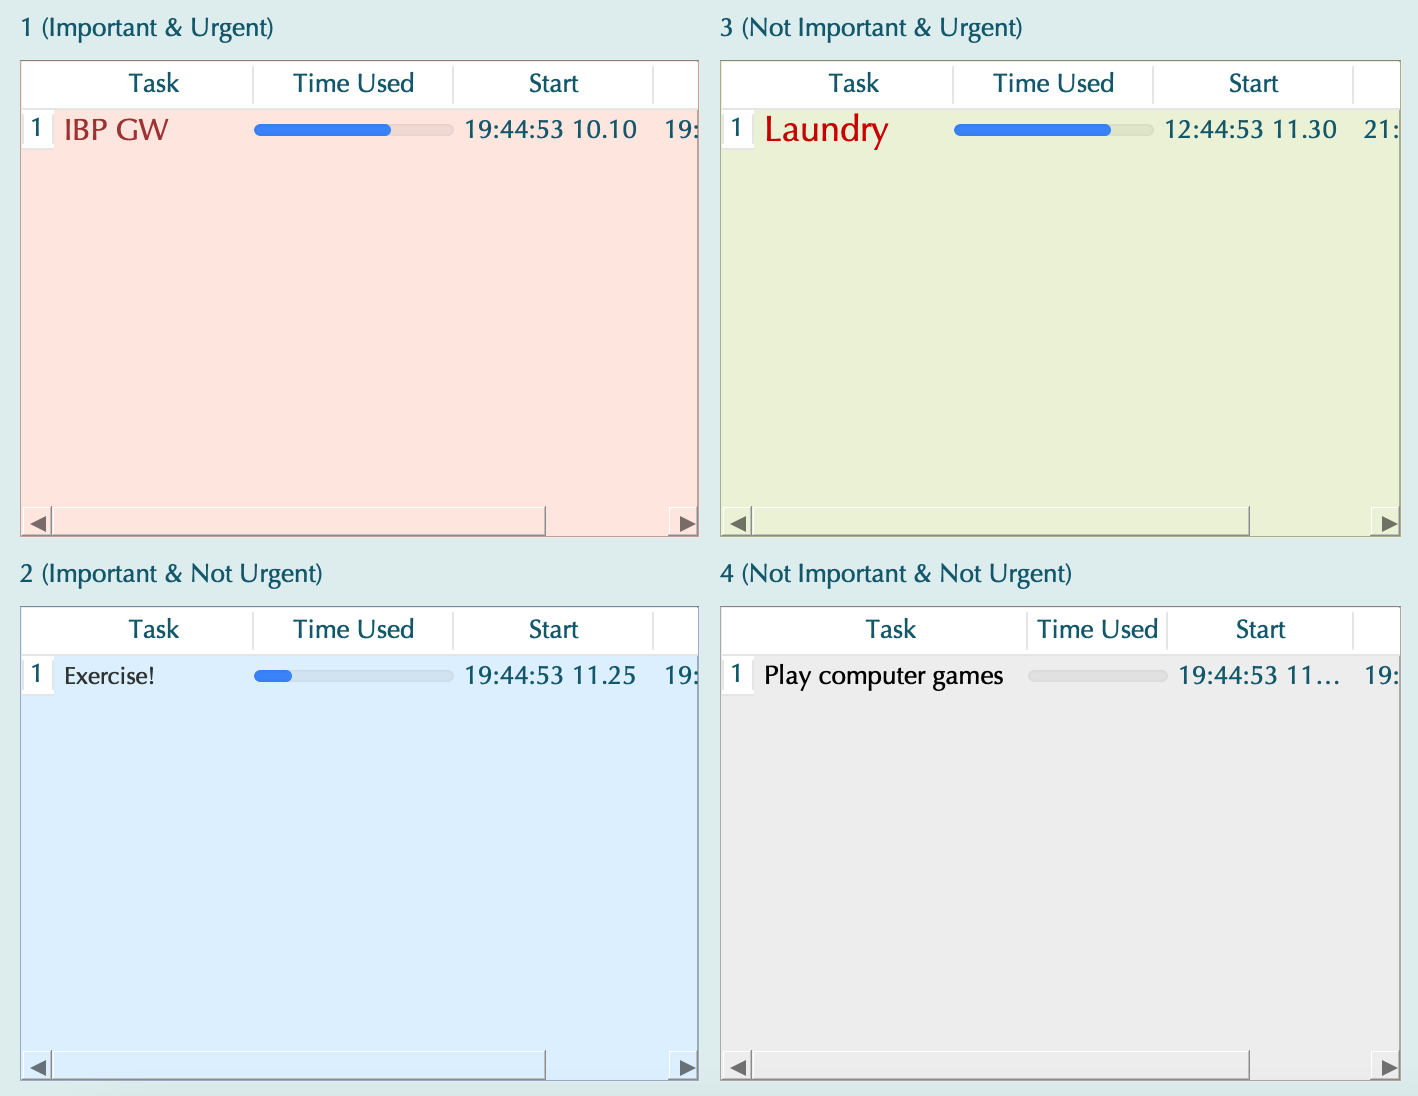 1 (Important & Urgent)
Task Time Used Start
1 IBP GW 19:44:53 10.10 19:
3 (Not Important & Urgent)
Task Time Used Start
1 Laundry 12:44:53 11.30 21:
2 (Important & Not Urgent)
Task Time Used Start
1 Exercise! 19:44:53 11.25 19:
4 (Not Important & Not Urgent)
Task Time Used Start
1 Play computer games 19:44:53 11... 19: